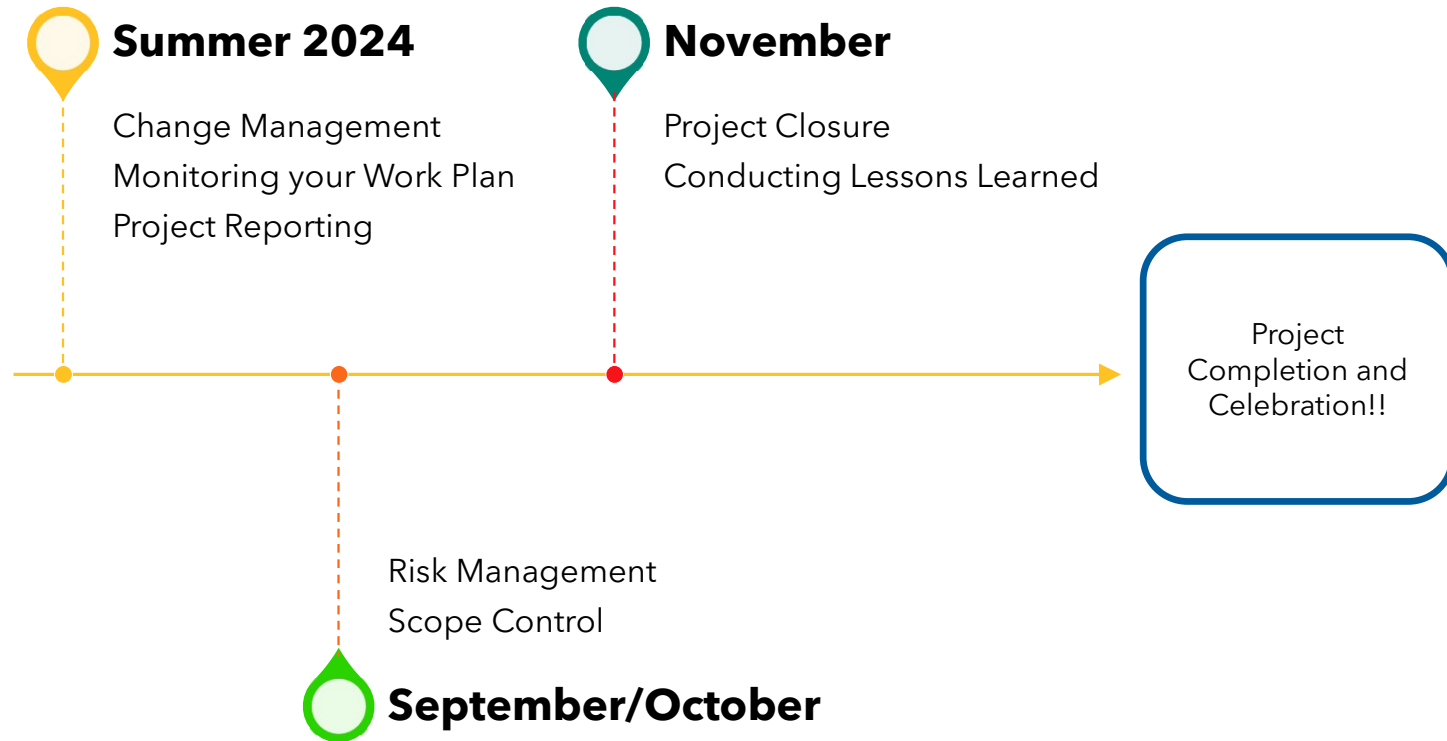 Summer 2024
Change Management
Monitoring your Work Plan
Project Reporting
November
Project Closure
Conducting Lessons Learned
Project
Completion and
Celebration!!
Risk Management
Scope Control
September/October